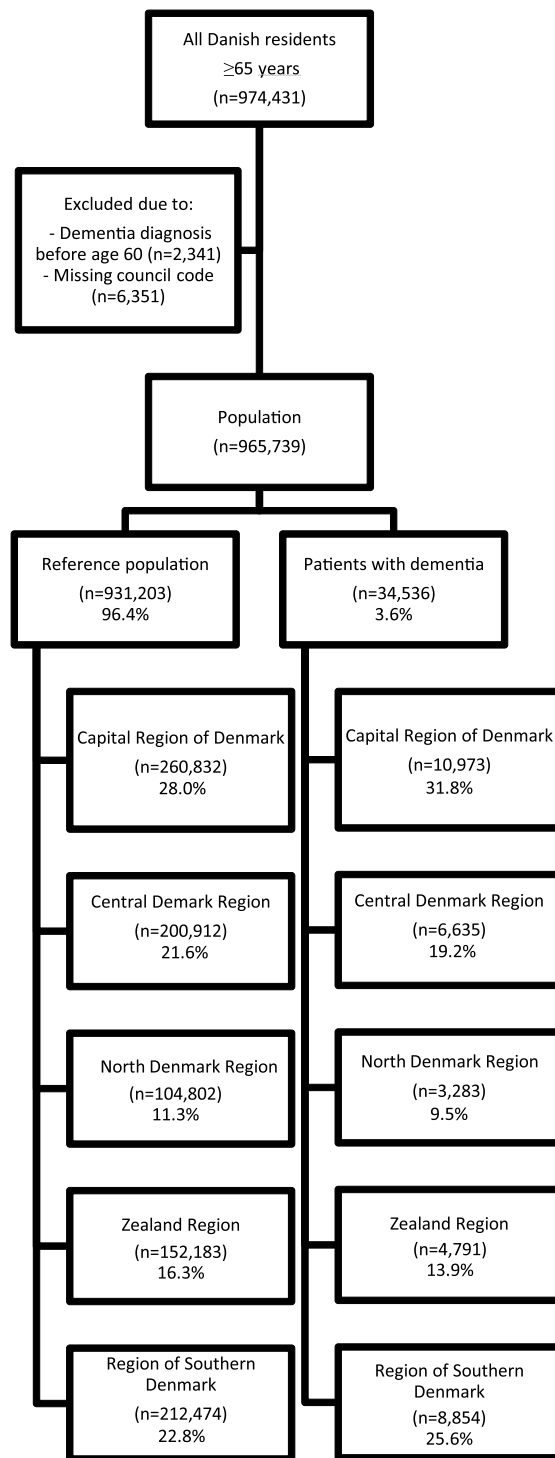 All Danish residents
≥65 years
(n=974,431)
Excluded due to:
- Dementia diagnosis
before age 60 (n=2,341)
- Missing council code
(n=6,351)
Population
(n=965,739)
Reference population
(n=931,203)
96.4%
Patients with dementia
(n=34,536)
3.6%
Capital Region of Denmark
(n=260,832)
28.0%
Capital Region of Denmark
(n=10,973)
31.8%
Central Demark Region
(n=200,912)
21.6%
Central Denmark Region
(n=6,635)
19.2%
North Denmark Region
(n=104,802)
11.3%
North Denmark Region
(n=3,283)
9.5%
Zealand Region
(n=152,183)
16.3%
Zealand Region
(n=4,791)
13.9%
Region of Southern
Denmark
(n=212,474)
22.8%
Region of Southern
Denmark
(n=8,854)
25.6%